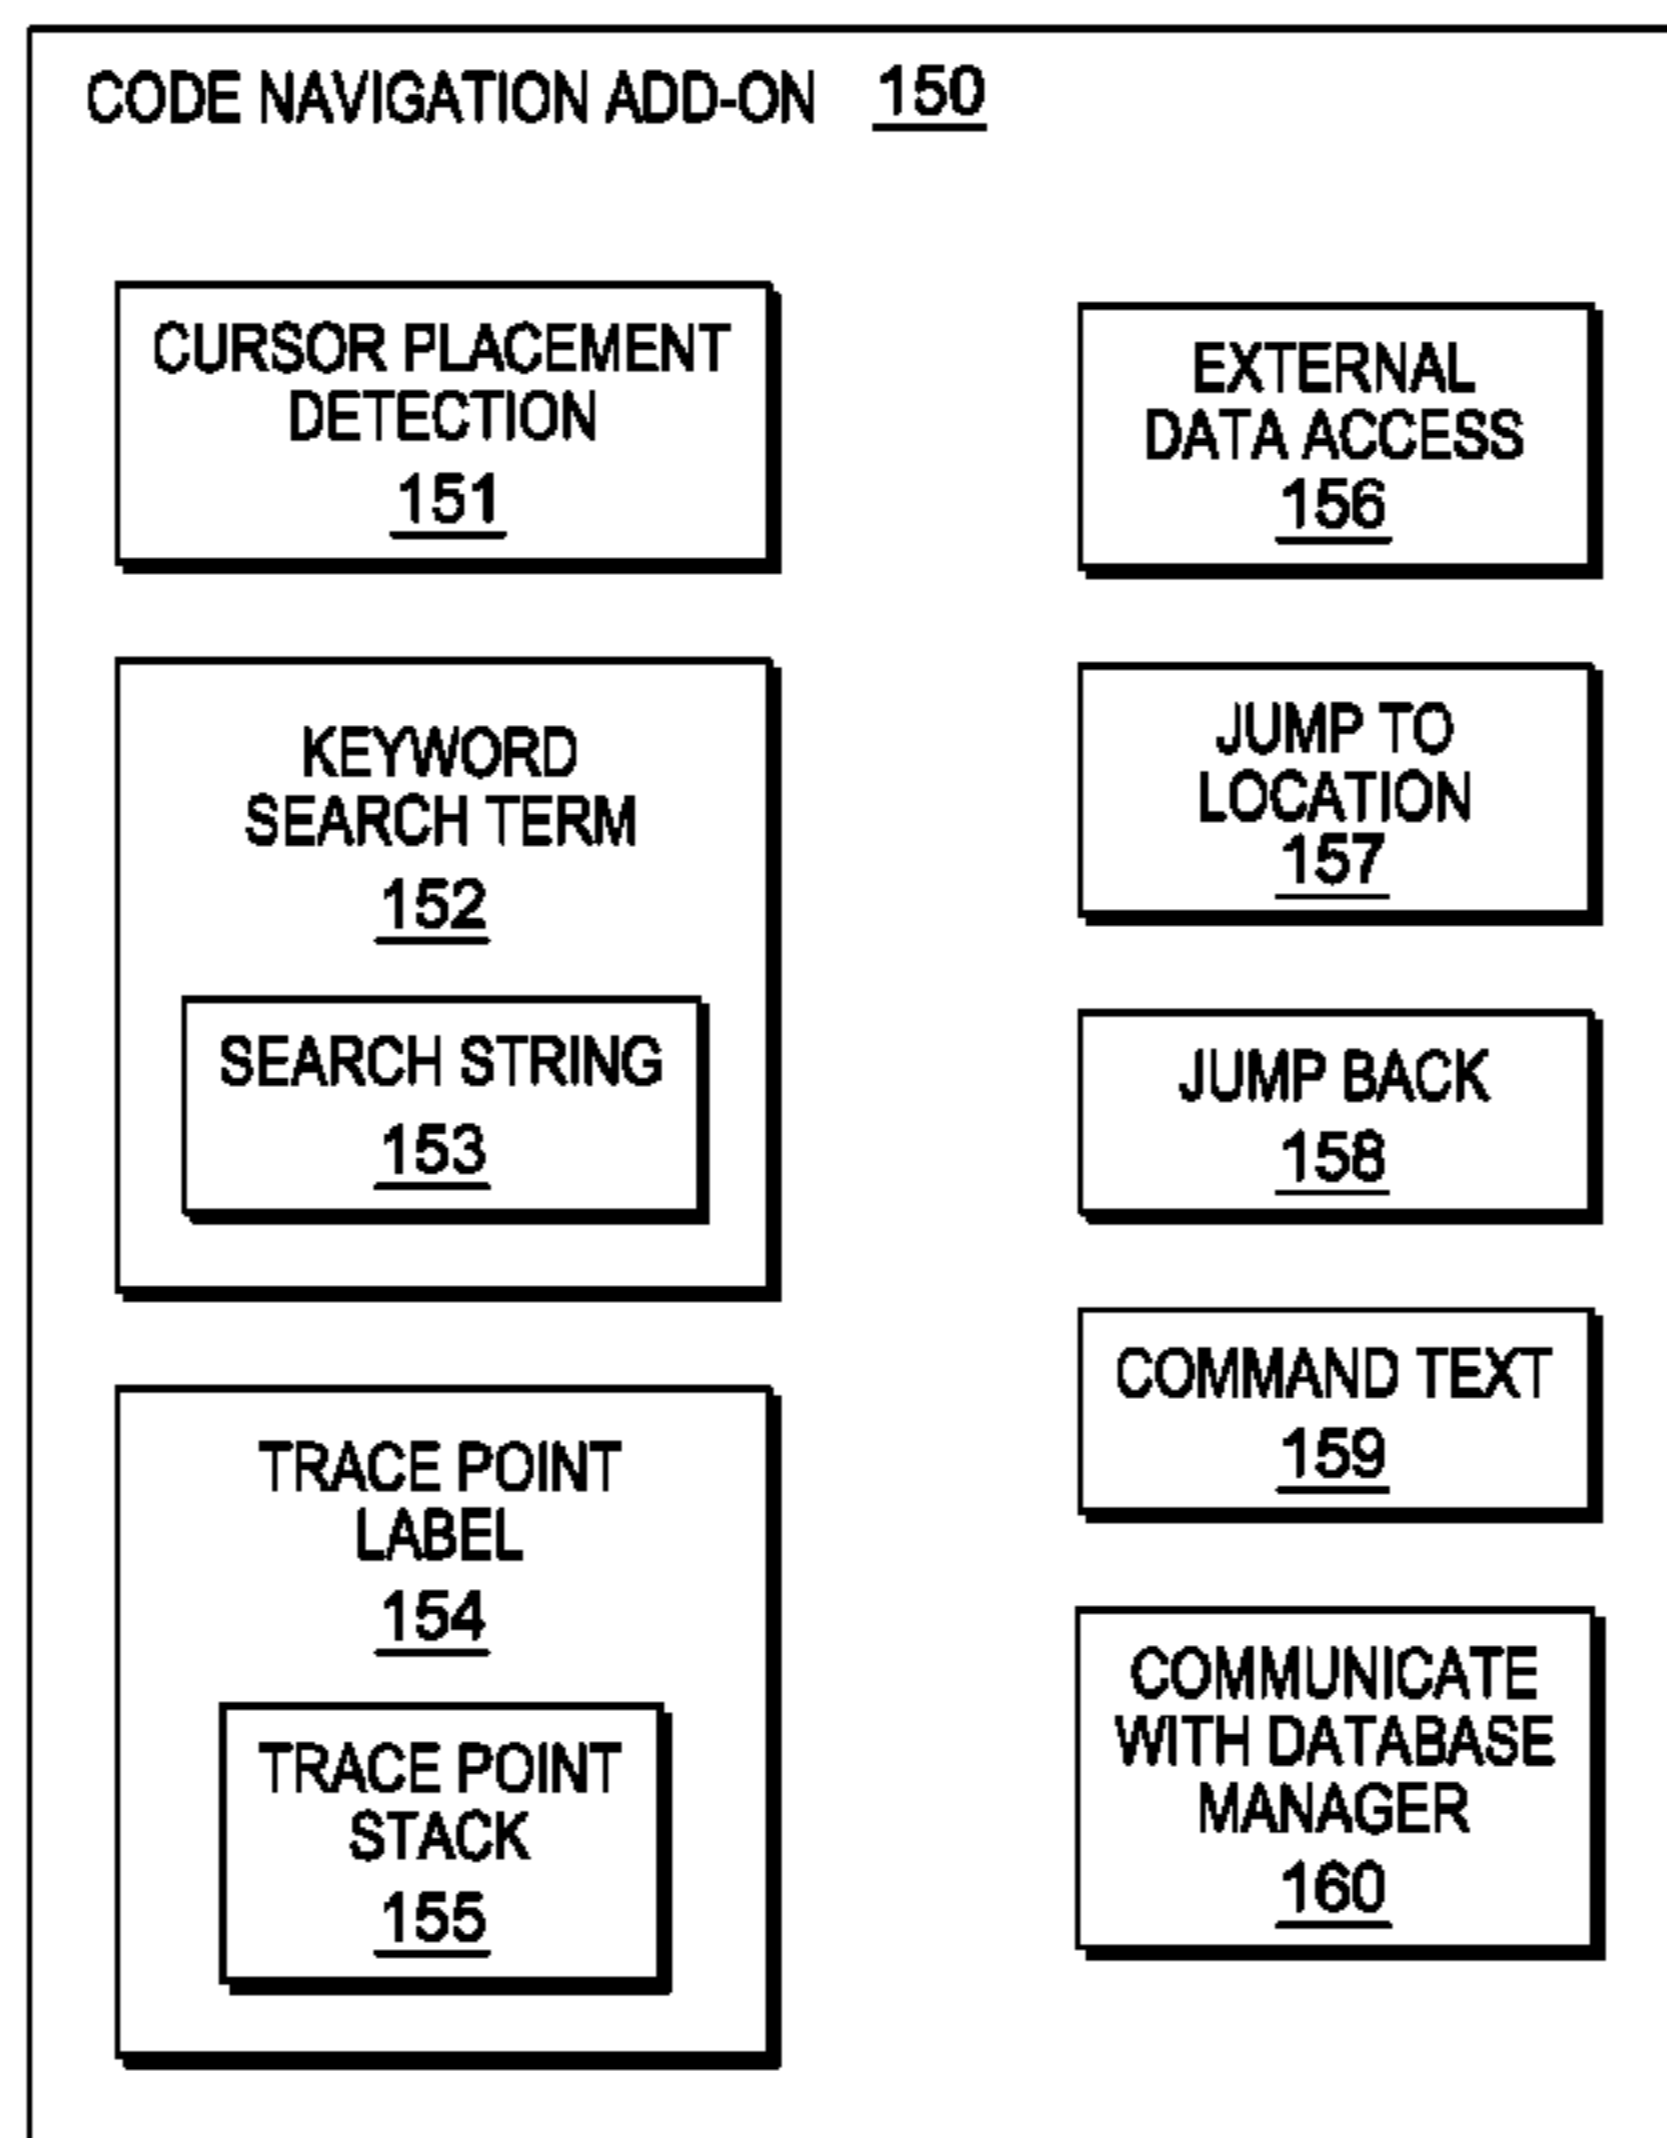 CODE NAVIGATION ADD-ON 150
CURSOR PLACEMENT
DETECTION
151
KEYWORD
SEARCH TERM
152
SEARCH STRING
153
TRACE POINT
LABEL
154
TRACE POINT
STACK
155
EXTERNAL
DATA ACCESS
156
JUMP TO
LOCATION
157
JUMP BACK
158
COMMAND TEXT
159
COMMUNICATE
WITH DATABASE
MANAGER
160